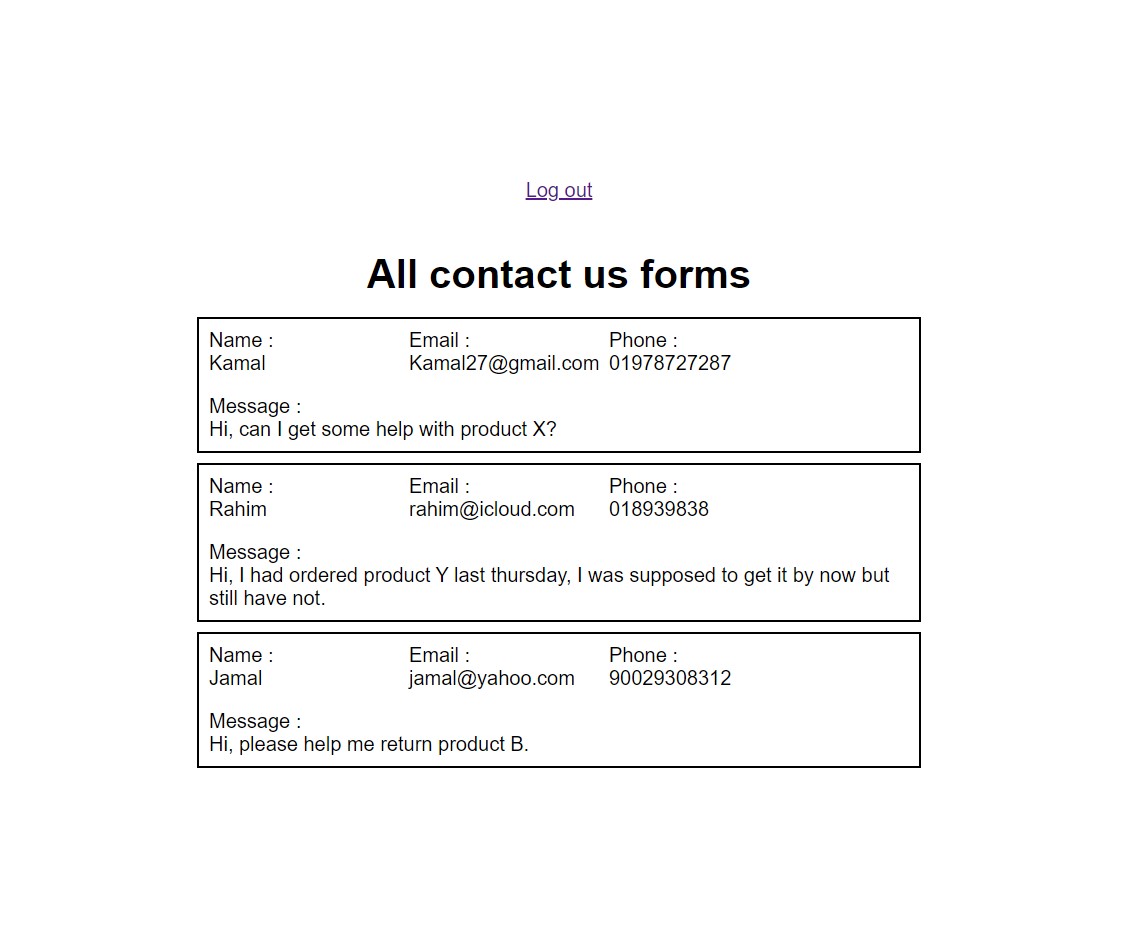 Log out
All contact us forms
Name : Email : Phone :
Kamal Kamal27@gmail.com 01978727287
Message :
Hi, can I get some help with product X?
Name : Email : Phone :
Rahim rahim@icloud.com 018939838
Message :
Hi, I had ordered product Y last thursday, I was supposed to get it by now but
still have not.
Name : Email : Phone :
Jamal jamal@yahoo.com 90029308312
Message :
Hi, please help me return product B.